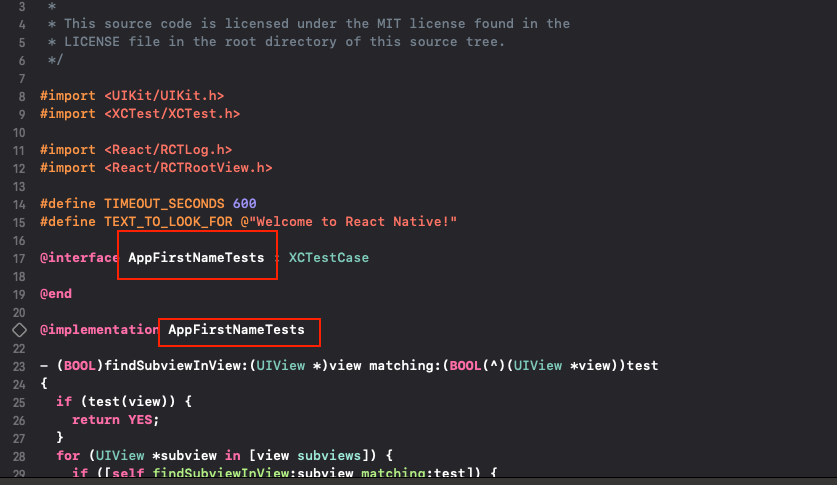 3 *
4 * This source code is licensed under the MIT license found in the
5 * LICENSE file in the root directory of this source tree.
6 */
7
8 #import <UIKit/UIKit.h>
9 #import <XCTest/XCTest.h>
10
11 #import <React/RCTLog.h>
12 #import <React/RCTRootView.h>
13
14 #define TIMEOUT_SECONDS 600
15 #define TEXT_TO_LOOK_FOR @"Welcome to React Native!"
16
17 @interface AppFirstNameTests : XCTestCase
18
19 @end
20
@implementation AppFirstNameTests
22
23 - (BOOL)findSubviewInView:(UIView *)view matching:(BOOL(^)(UIView *view))test
24 {
25 if (test(view)) {
26 return YES;
27 }
28 for (UIView *subview in [view subviews]) {
29 if ([self findSubviewInView:subview matching:test]) {